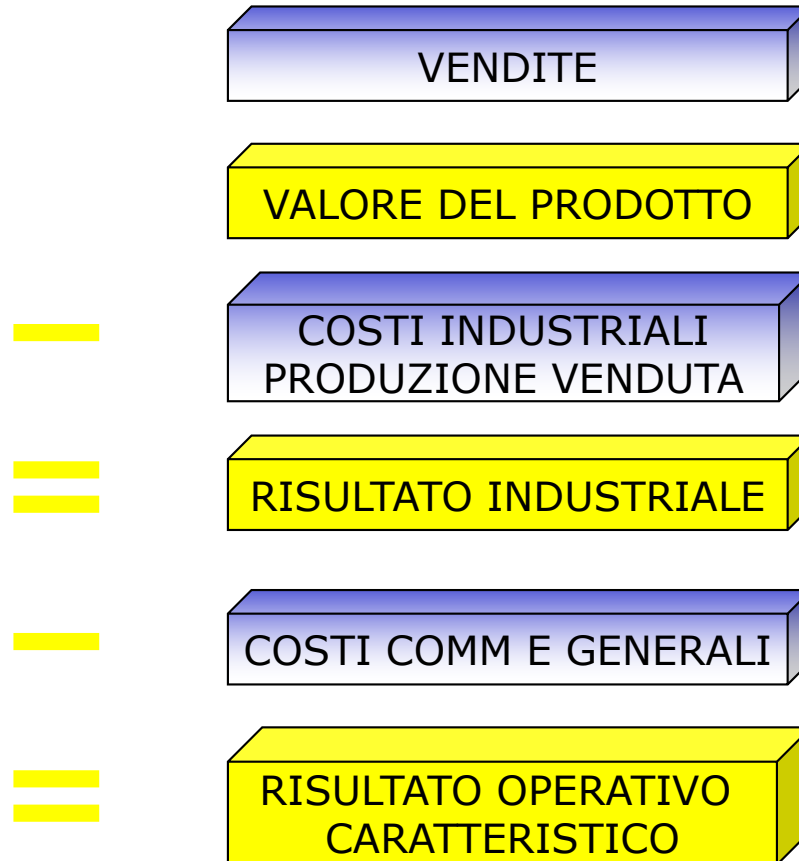 VENDITE
VALORE DEL PRODOTTO
COSTI INDUSTRIALI
PRODUZIONE VENDUTA
RISULTATO INDUSTRIALE
COSTI COMM E GENERALI
RISULTATO OPERATIVO
CARATTERISTICO